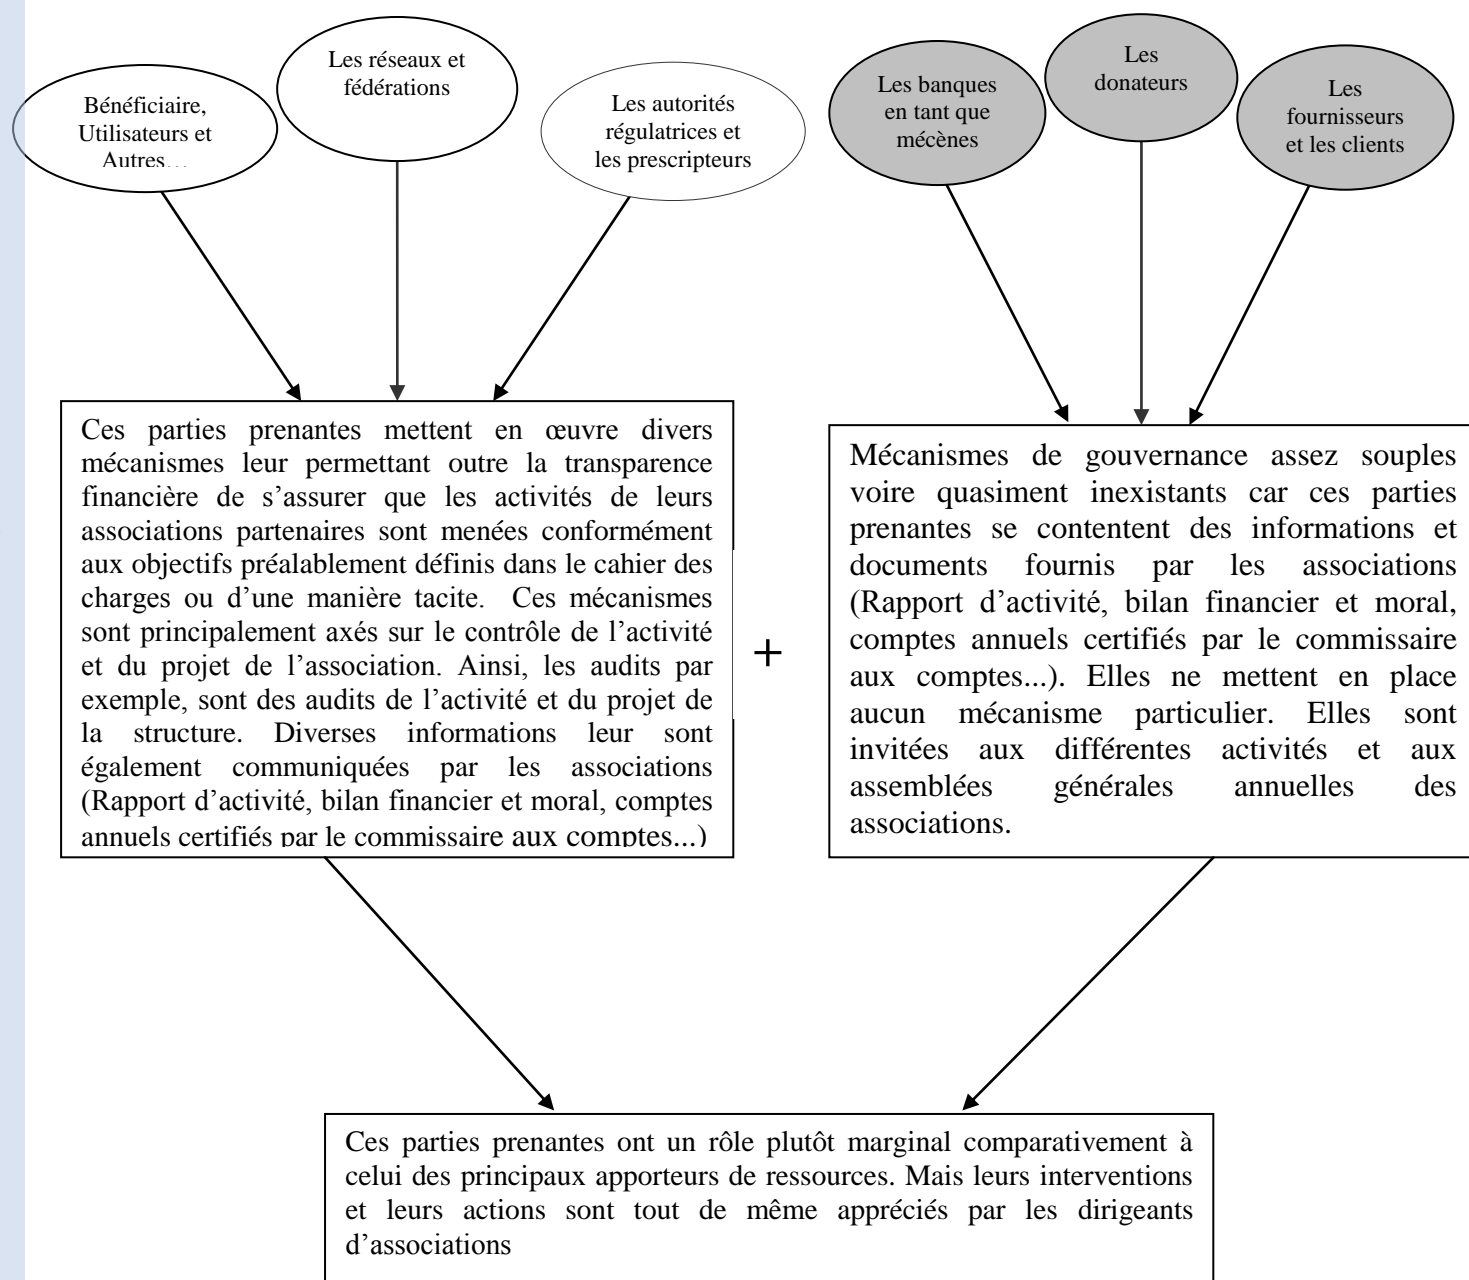 Bénéficiaire,
Utilisateurs et
Autres…
Les réseaux et
fédérations
Les autorités
régulatrices et
les prescripteurs
Les banques
en tant que
mécènes
Les
donateurs
Les
fournisseurs
et les clients
Ces parties prenantes mettent en œuvre divers
mécanismes leur permettant outre la transparence
financière de s’assurer que les activités de leurs
associations partenaires sont menées conformément
aux objectifs préalablement définis dans le cahier des
charges ou d’une manière tacite. Ces mécanismes
sont principalement axés sur le contrôle de l’activité
et du projet de l’association. Ainsi, les audits par
exemple, sont des audits de l’activité et du projet de
la structure. Diverses informations leur sont
également communiquées par les associations
(Rapport d’activité, bilan financier et moral, comptes
annuels certifiés par le commissaire aux comptes...)
+
Mécanismes de gouvernance assez souples
voire quasiment inexistants car ces parties
prenantes se contentent des informations et
documents fournis par les associations
(Rapport d’activité, bilan financier et moral,
comptes annuels certifiés par le commissaire
aux comptes...). Elles ne mettent en place
aucun mécanisme particulier. Elles sont
invitées aux différentes activités et aux
assemblées générales annuelles des
associations.
Ces parties prenantes ont un rôle plutôt marginal comparativement à
celui des principaux apporteurs de ressources. Mais leurs interventions
et leurs actions sont tout de même appréciés par les dirigeants
d’associations